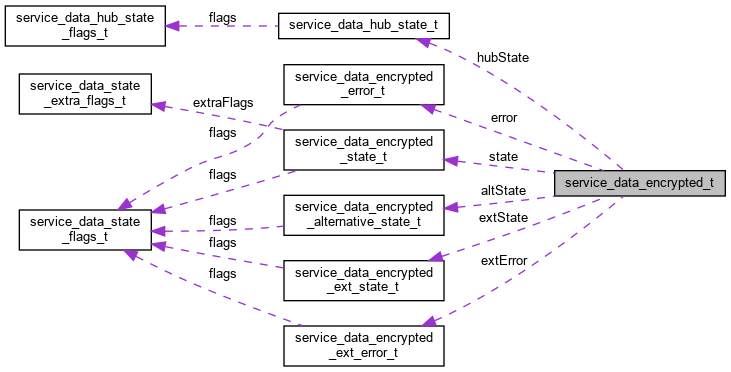 service_data_hub_state
_flags_t
flags
service_data_hub_state_t
hubState
service_data_state
_extra_flags_t
extraFlags
service_data_encrypted
_error_t
error
flags
service_data_encrypted
_state_t
state
flags
service_data_encrypted_t
altState
service_data_encrypted
_alternative_state_t
flags
service_data_state
_flags_t
extState
flags
service_data_encrypted
_ext_state_t
extError
flags
service_data_encrypted
_ext_error_t